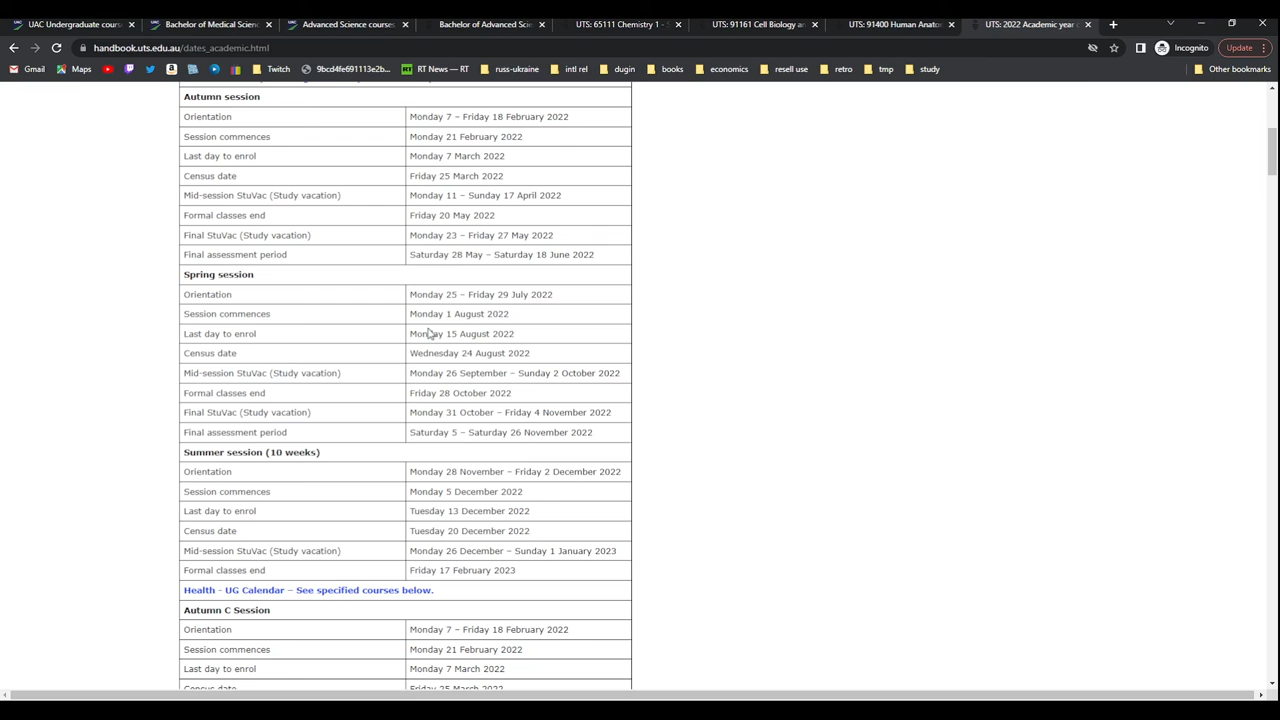 UAC Undergraduate cours
Bachelor of Medical Scienc
Advanced Science courses
Bachelor of Advanced Scie
UTS: 65111 Chemistry 1 - S
UTS: 91161 Cell Biology an
UTS: 91400 Human Anatom
UTS: 2022 Academic year d
handbook.uts.edu.au/dates_academic.html
Incognito
Update
Gmail
Maps
Twitch
9bcd4fe691113e2b...
RT News — RT
russ-ukraine
intl rel
dugin
books
economics
resell use
retro
tmp
study
Other bookmarks
Autumn session
Orientation Monday 7 – Friday 18 February 2022
Session commences Monday 21 February 2022
Last day to enrol Monday 7 March 2022
Census date Friday 25 March 2022
Mid-session StuVac (Study vacation) Monday 11 – Sunday 17 April 2022
Formal classes end Friday 20 May 2022
Final StuVac (Study vacation) Monday 23 – Friday 27 May 2022
Final assessment period Saturday 28 May – Saturday 18 June 2022
Spring session
Orientation Monday 25 – Friday 29 July 2022
Session commences Monday 1 August 2022
Last day to enrol Monday 15 August 2022
Census date Wednesday 24 August 2022
Mid-session StuVac (Study vacation) Monday 26 September – Sunday 2 October 2022
Formal classes end Friday 28 October 2022
Final StuVac (Study vacation) Monday 31 October – Friday 4 November 2022
Final assessment period Saturday 5 – Saturday 26 November 2022
Summer session (10 weeks)
Orientation Monday 28 November – Friday 2 December 2022
Session commences Monday 5 December 2022
Last day to enrol Tuesday 13 December 2022
Census date Tuesday 20 December 2022
Mid-session StuVac (Study vacation) Monday 26 December – Sunday 1 January 2023
Formal classes end Friday 17 February 2023
Health - UG Calendar – See specified courses below.
Autumn C Session
Orientation Monday 7 – Friday 18 February 2022
Session commences Monday 21 February 2022
Last day to enrol Monday 7 March 2022
Census date Friday 25 March 2022